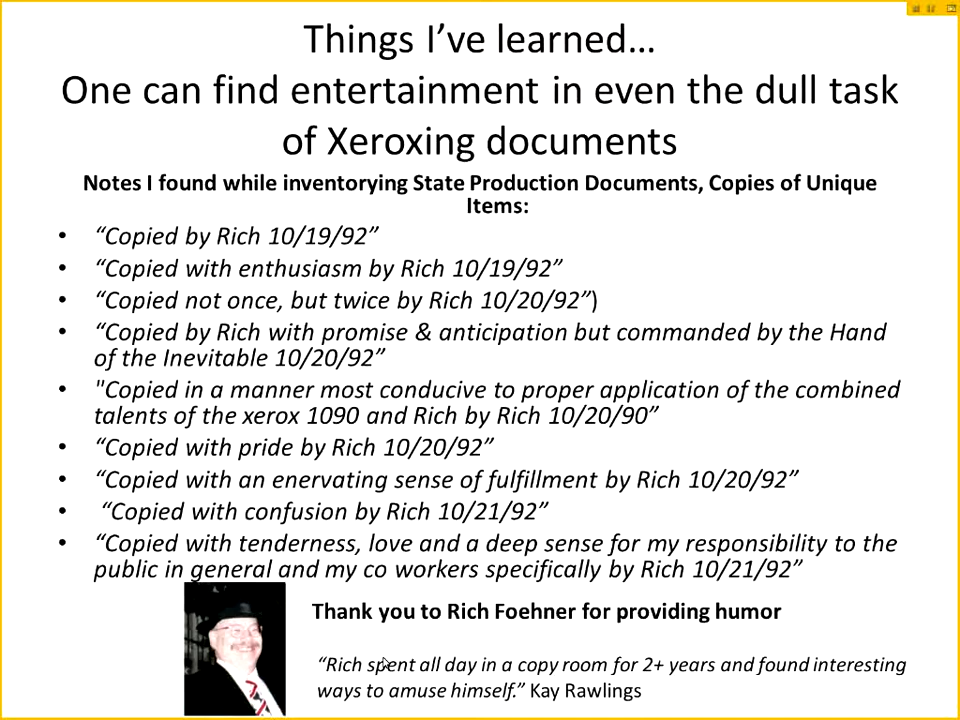 Things I’ve learned…
One can find entertainment in even the dull task
of Xeroxing documents
Notes I found while inventorying State Production Documents, Copies of Unique
Items:
• “Copied by Rich 10/19/92”
• “Copied with enthusiasm by Rich 10/19/92”
• “Copied not once, but twice by Rich 10/20/92”)
• “Copied by Rich with promise & anticipation but commanded by the Hand
of the Inevitable 10/20/92”
• "Copied in a manner most conducive to proper application of the combined
talents of the xerox 1090 and Rich by Rich 10/20/90”
• “Copied with pride by Rich 10/20/92”
• “Copied with an enervating sense of fulfillment by Rich 10/20/92”
• “Copied with confusion by Rich 10/21/92”
• “Copied with tenderness, love and a deep sense for my responsibility to the
public in general and my co workers specifically by Rich 10/21/92”
Thank you to Rich Foehner for providing humor
“Rich spent all day in a copy room for 2+ years and found interesting
ways to amuse himself.” Kay Rawlings